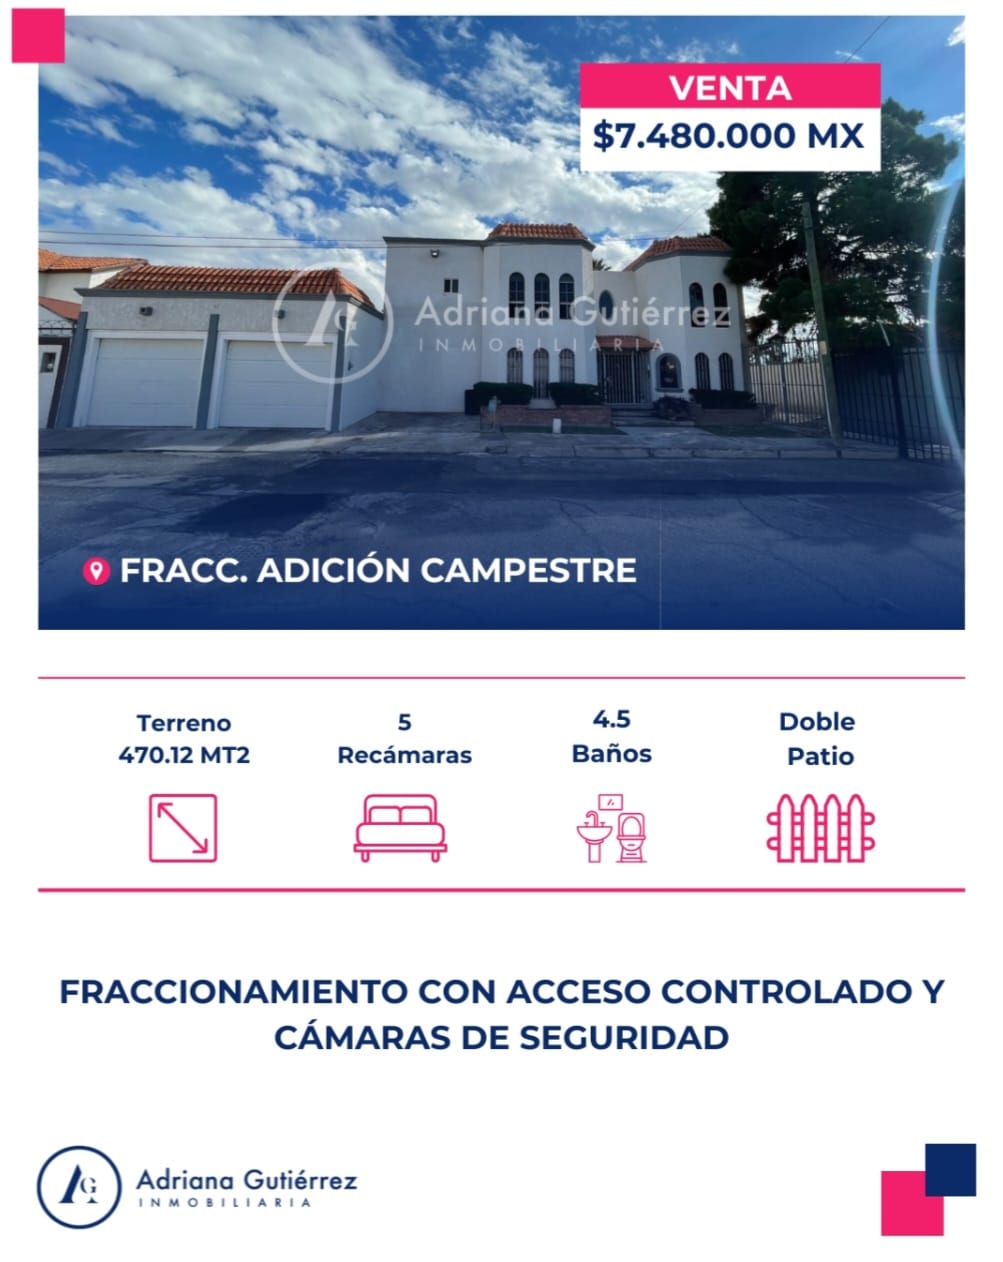 VENTA
$7.480.000 MX
Adriana Gutiérrez
INMOBILIARIA
FRACC. ADICIÓN CAMPESTRE
Terreno
470.12 MT2
5
Recámaras
4.5
Baños
Doble
Patio
FRACCIONAMIENTO CON ACCESO CONTROLADO Y
CÁMARAS DE SEGURIDAD
AG
Adriana Gutiérrez
INMOBILIARIA